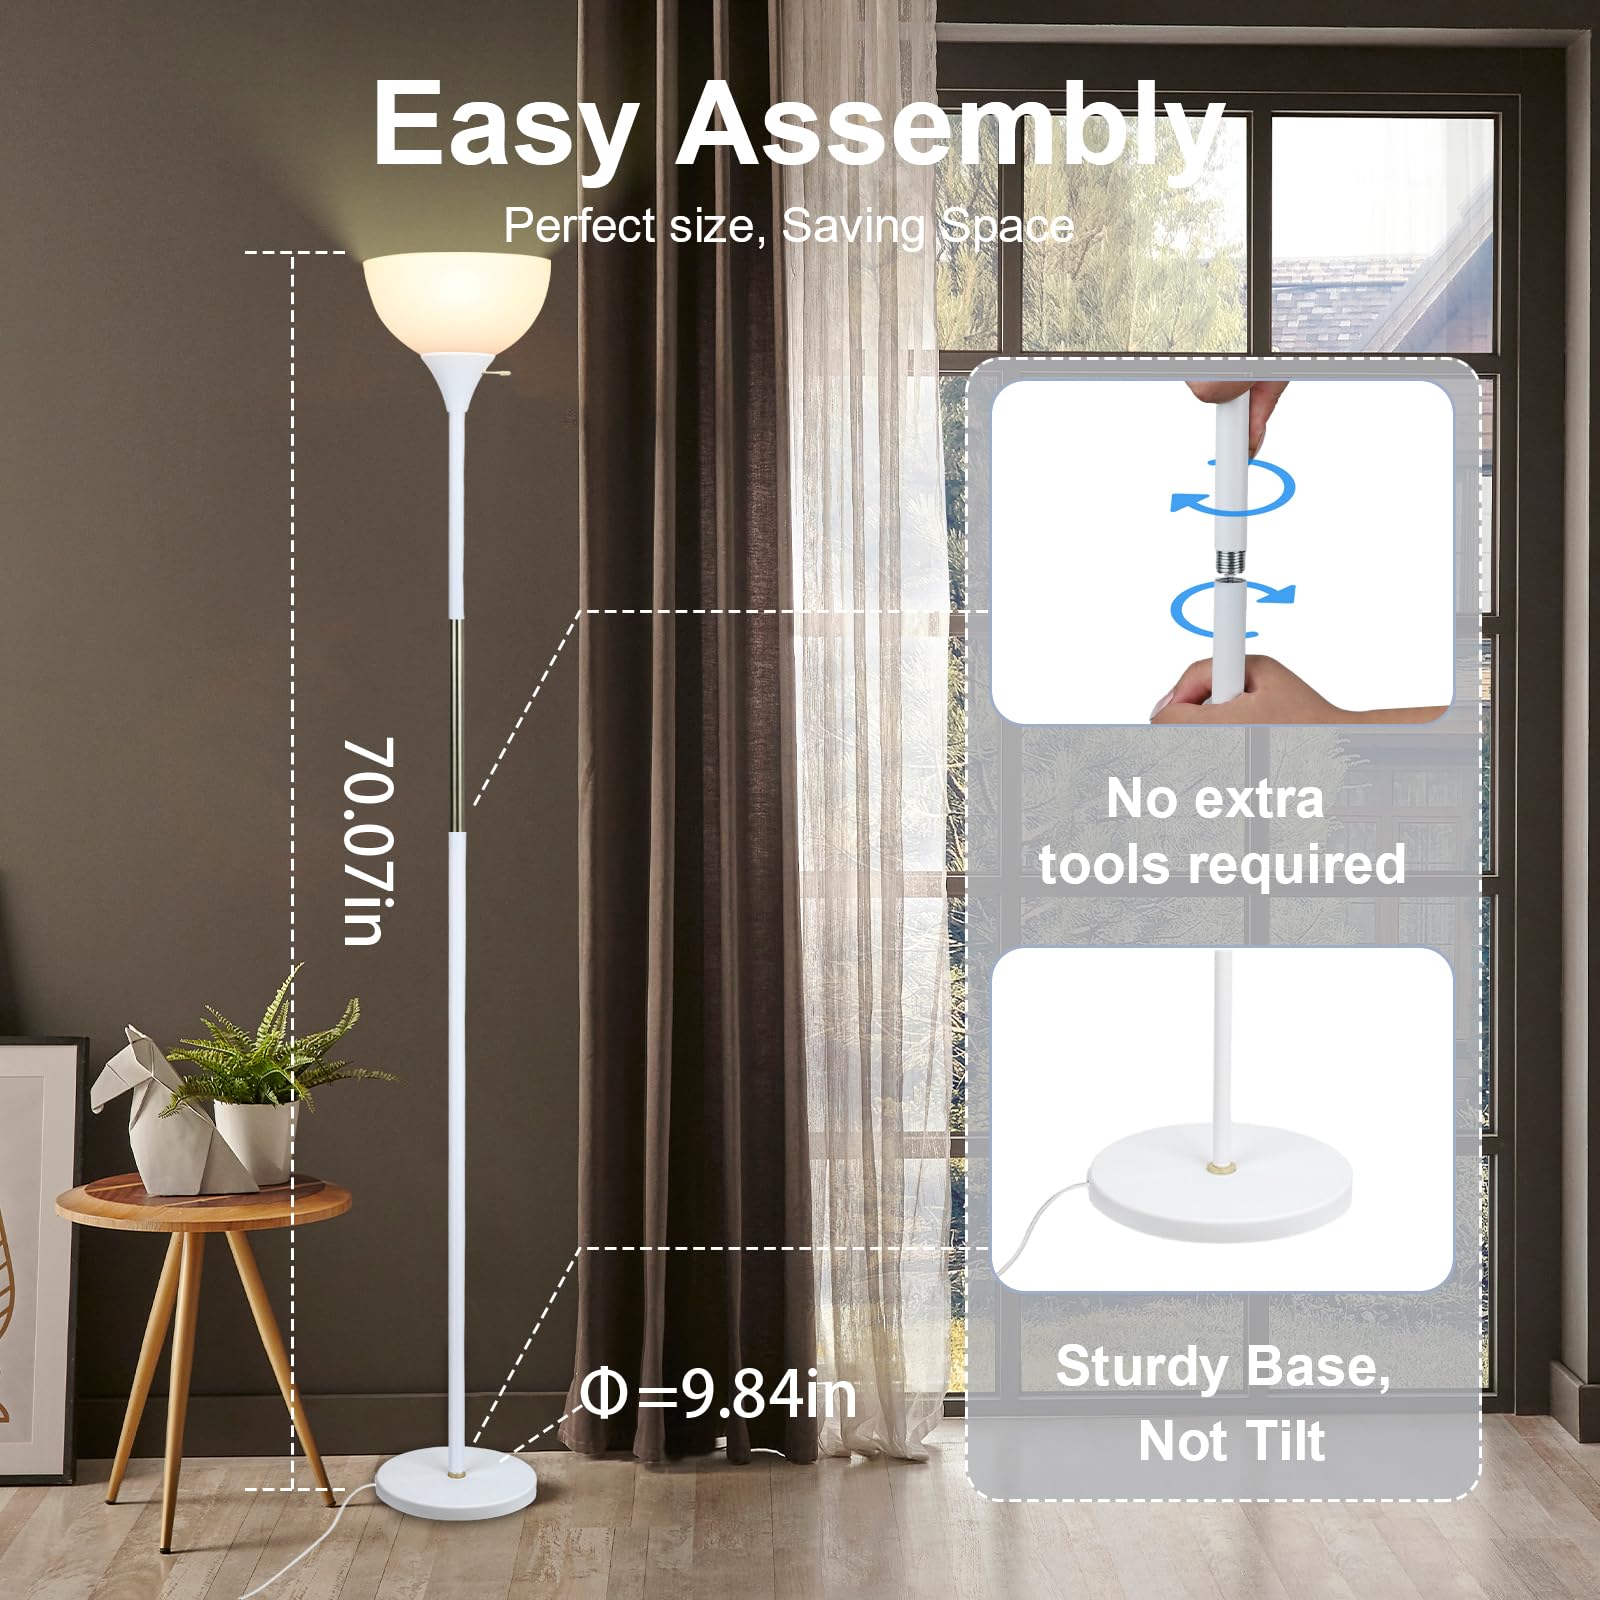 Easy Assembly
Perfect size, Saving Space
70.07in
No extra
tools required
Φ=9.84in
Sturdy Base,
Not Tilt